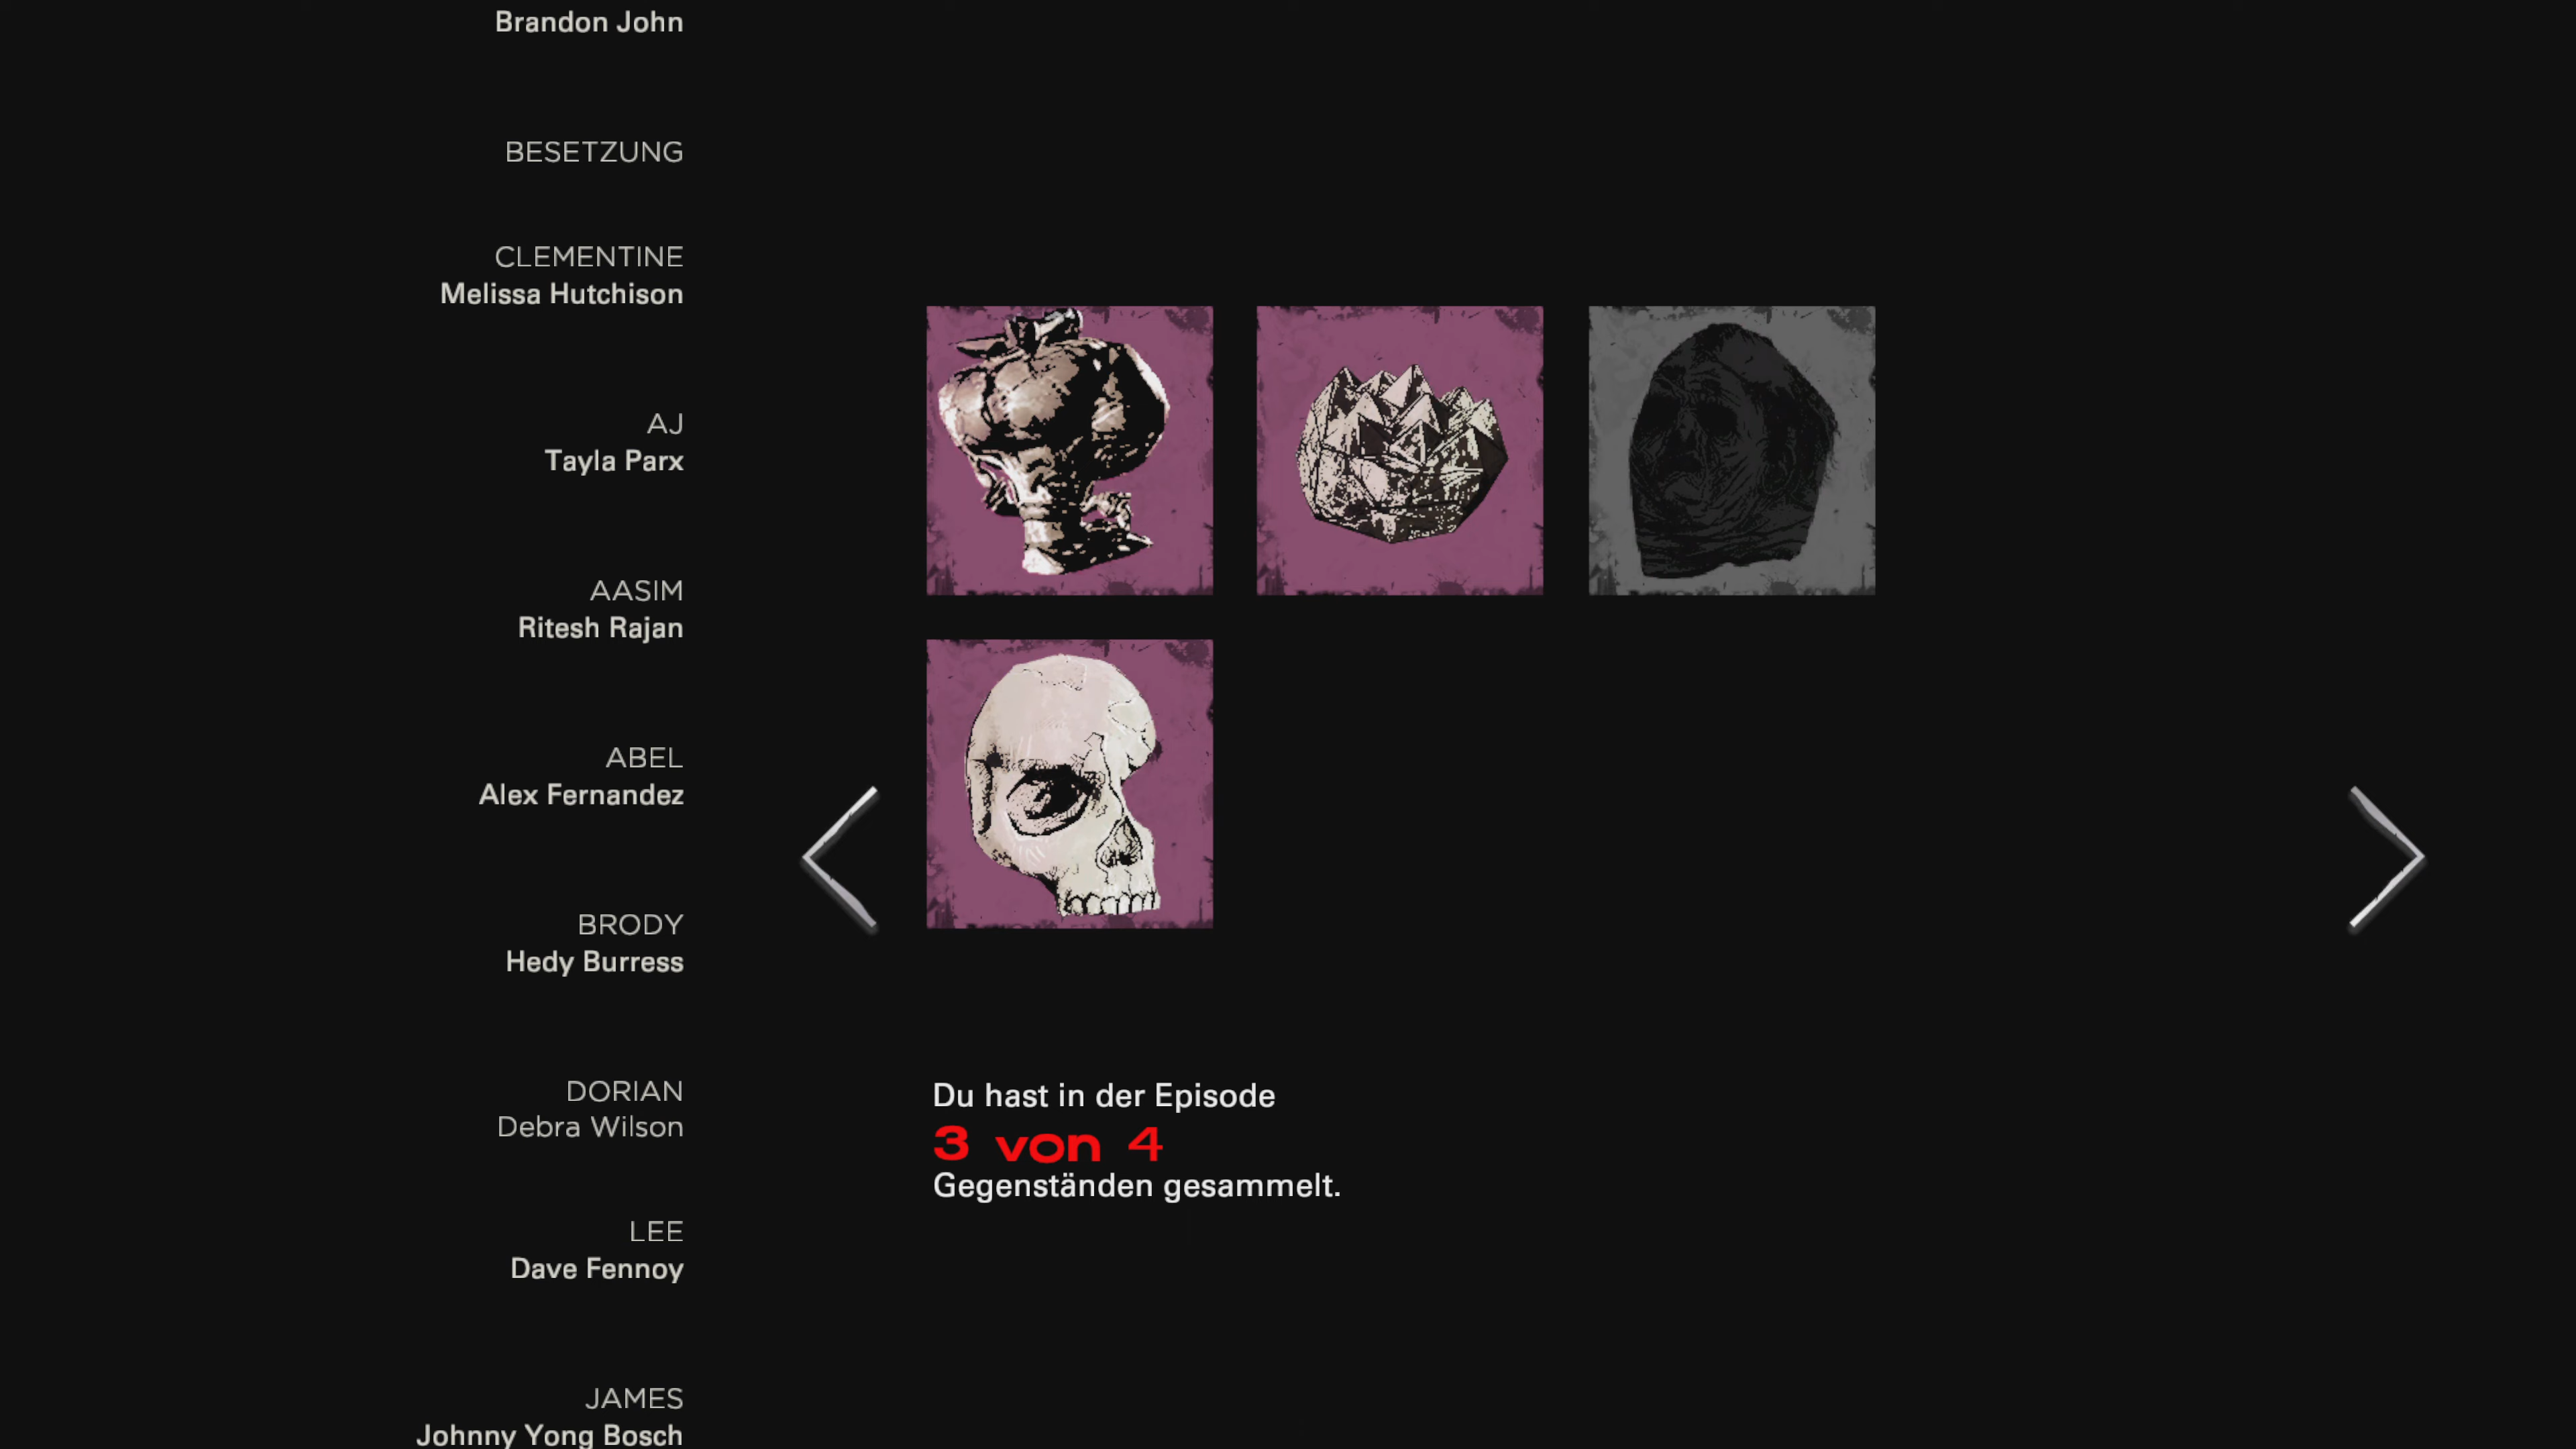 Brandon John
BESETZUNG
CLEMENTINE
Melissa Hutchison
AJ
Tayla Parx
AASIM
Ritesh Rajan
ABEL
Alex Fernandez
BRODY
Hedy Burress
DORIAN
Debra Wilson
LEE
Dave Fennoy
JAMES
Johnny Yong Bosch
Du hast in der Episode
3 von 4
Gegenständen gesammelt.